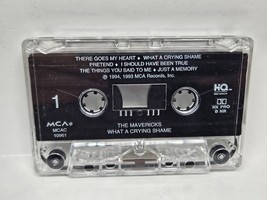 THERE GOES MY HEART • WHAT A CRYING SHAME
PRETEND • I SHOULD HAVE BEEN TRUE
THE THINGS YOU SAID TO ME • JUST A MEMORY
℗ 1994, 1993 MCA Records, Inc.
1
HQ
HX PRO
B NR
MCA
MCAC
10961
THE MAVERICKS
WHAT A CRYING SHAME